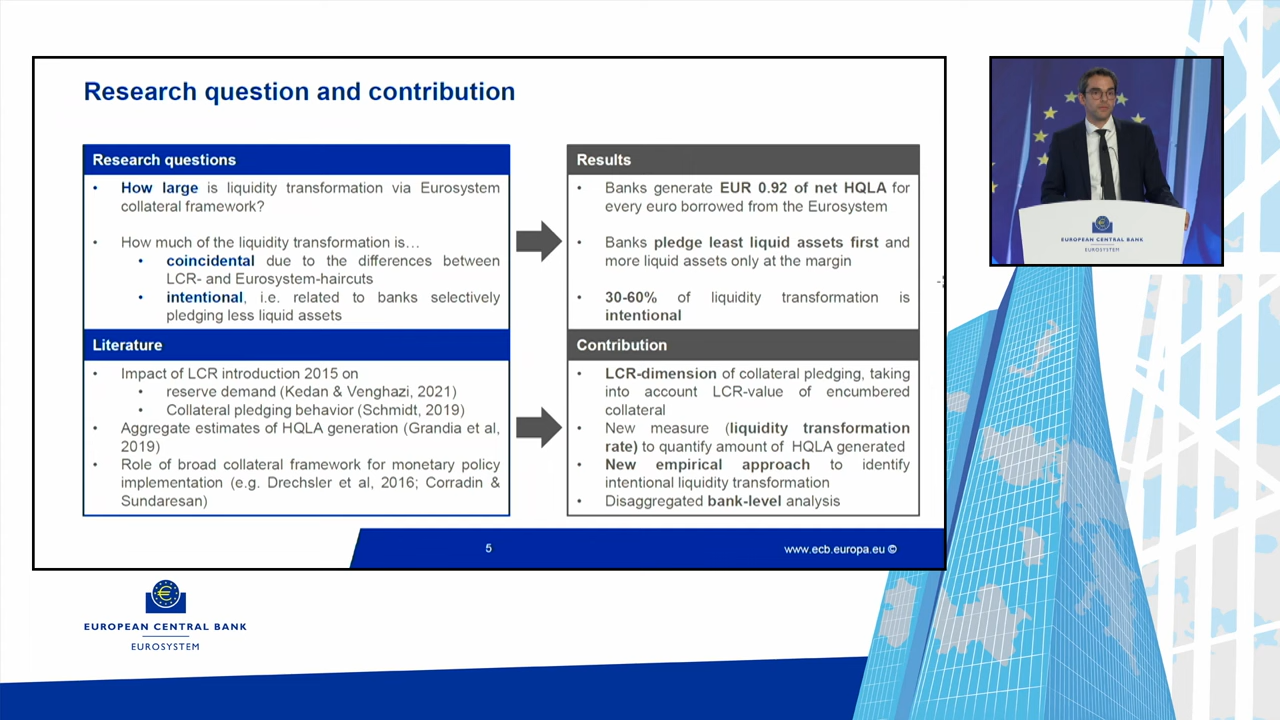 Research question and contribution
Research questions
• How large is liquidity transformation via Eurosystem
collateral framework?
• How much of the liquidity transformation is…
• coincidental due to the differences between
LCR- and Eurosystem-haircuts
• intentional, i.e. related to banks selectively
pledging less liquid assets
Literature
• Impact of LCR introduction 2015 on
• reserve demand (Kedan & Venghazi, 2021)
• Collateral pledging behavior (Schmidt, 2019)
• Aggregate estimates of HQLA generation (Grandia et al,
2019)
• Role of broad collateral framework for monetary policy
implementation (e.g. Drechsler et al, 2016; Corradin &
Sundaresan)
Results
• Banks generate EUR 0.92 of net HQLA for
every euro borrowed from the Eurosystem
• Banks pledge least liquid assets first and
more liquid assets only at the margin
• 30-60% of liquidity transformation is
intentional
Contribution
• LCR-dimension of collateral pledging, taking
into account LCR-value of encumbered
collateral
• New measure (liquidity transformation
rate) to quantify amount of HQLA generated
• New empirical approach to identify
intentional liquidity transformation
• Disaggregated bank-level analysis
5
www.ecb.europa.eu ©
EUROPEAN CENTRAL BANK
EUROSYSTEM
EUROPEAN CENTRAL BANK
EUROSYSTEM